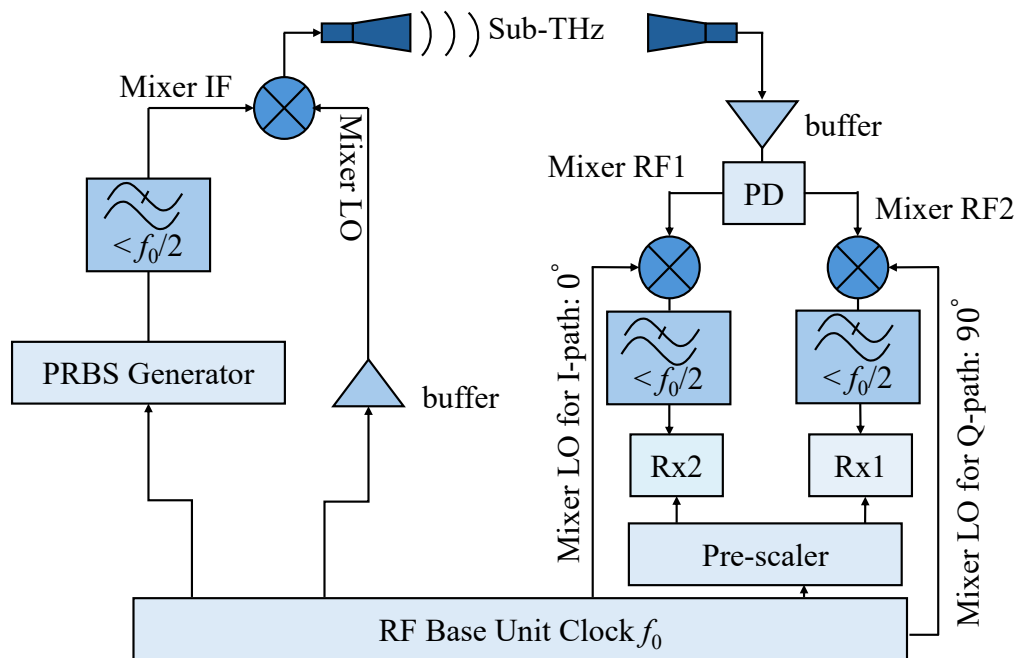 Sub-THz
Mixer IF
Mixer LO
buffer
Mixer RF1
PD
Mixer RF2
< f₀/2
< f₀/2
< f₀/2
PRBS Generator
buffer
Mixer LO for I-path: 0°
Mixer LO for Q-path: 90°
Rx2
Rx1
Pre-scaler
RF Base Unit Clock f₀